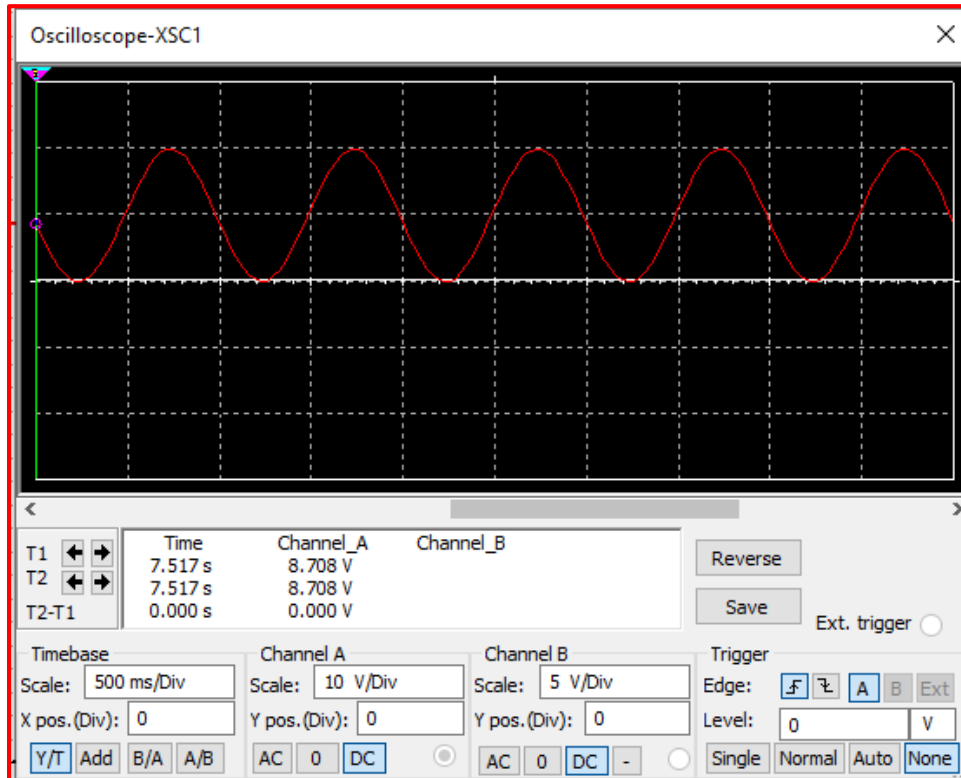 Oscilloscope-XSC1
Time Channel_A Channel_B
T1 7.517 s 8.708 V
T2 7.517 s 8.708 V
T2-T1 0.000 s 0.000 V
Reverse
Save
Ext. trigger
Timebase
Scale: 500 ms/Div
X pos.(Div): 0
Y/T Add B/A A/B
Channel A
Scale: 10 V/Div
Y pos.(Div): 0
AC 0 DC
Channel B
Scale: 5 V/Div
Y pos.(Div): 0
AC 0 DC -
Trigger
Edge: A B Ext
Level: 0 V
Single Normal Auto None